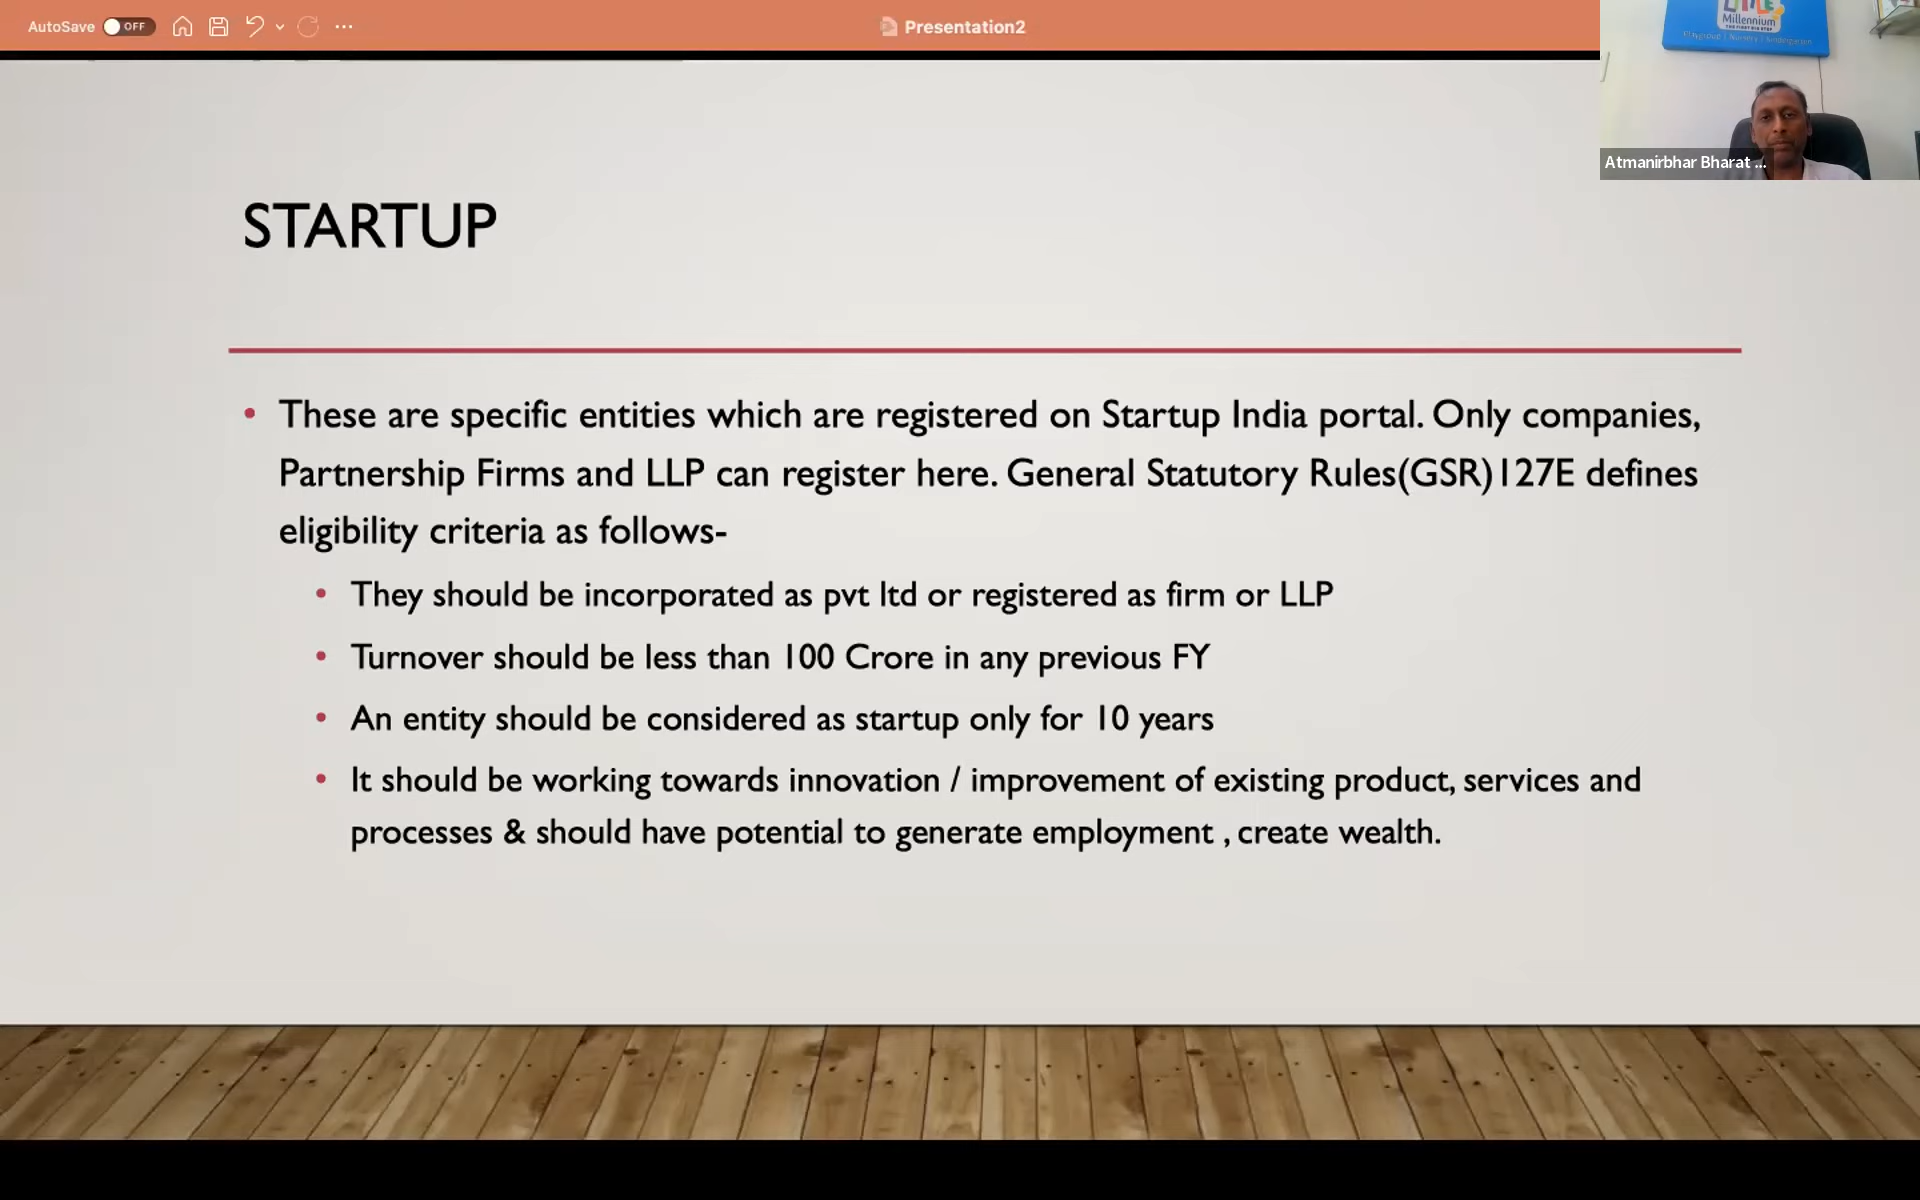 AutoSave OFF
Presentation2
Millennium
Atmanirbhar Bharat ...
STARTUP
• These are specific entities which are registered on Startup India portal. Only companies,
Partnership Firms and LLP can register here. General Statutory Rules(GSR)127E defines
eligibility criteria as follows-
• They should be incorporated as pvt ltd or registered as firm or LLP
• Turnover should be less than 100 Crore in any previous FY
• An entity should be considered as startup only for 10 years
• It should be working towards innovation / improvement of existing product, services and
processes & should have potential to generate employment , create wealth.